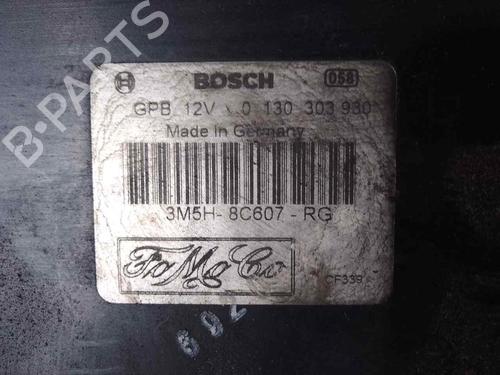 B-PARTS
BOSCH 058
GPB 12V 0 130 303 930
Made in Germany
3M5H- 8C607 - RG
FoMoCo
CF339